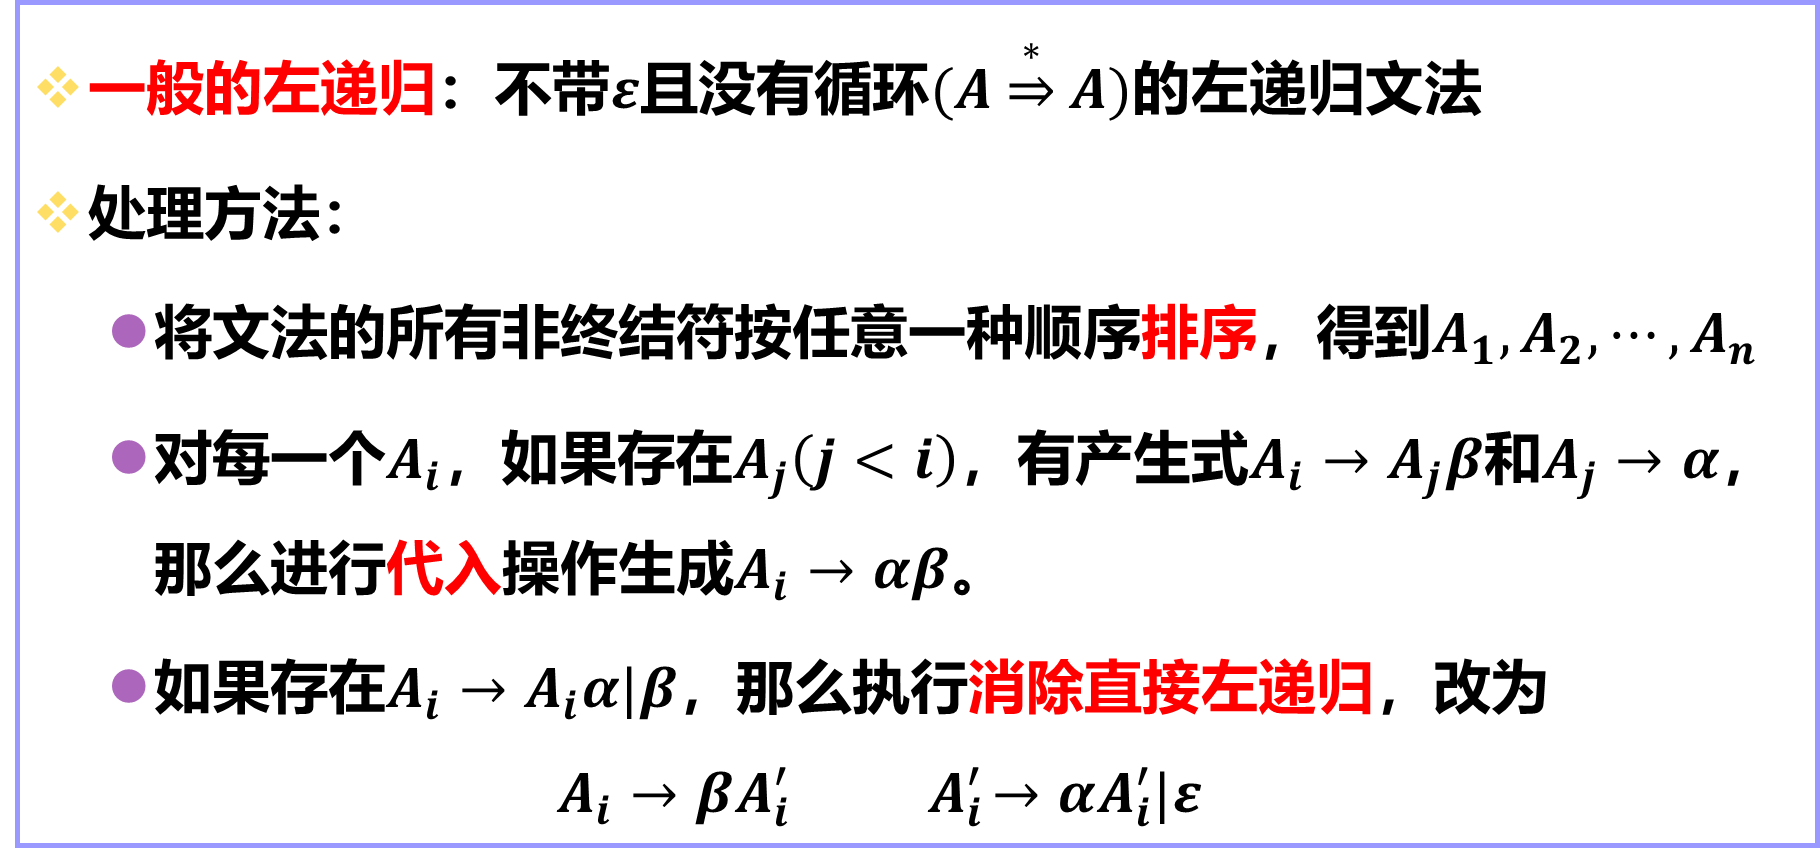 一般的左递归：不带ε且没有循环(A ⇒* A)的左递归文法
处理方法：
将文法的所有非终结符按任意一种顺序排序，得到A₁, A₂, ⋯, Aₙ
对每一个Aᵢ，如果存在Aⱼ(j < i)，有产生式Aᵢ → Aⱼβ和Aⱼ → α，
那么进行代入操作生成Aᵢ → αβ。
如果存在Aᵢ → Aᵢα|β，那么执行消除直接左递归，改为
Aᵢ → βAᵢ′ Aᵢ′ → αAᵢ′|ε